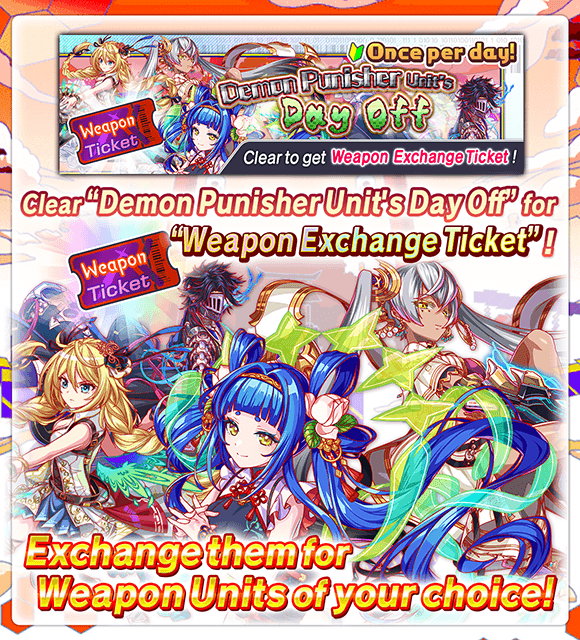 Once per day!
Demon Punisher Unit's
Day Off
Weapon
Ticket
Clear to get Weapon Exchange Ticket!
Clear "Demon Punisher Unit's Day Off" for
"Weapon Exchange Ticket"!
Weapon
Ticket
Exchange them for
Weapon Units of your choice!